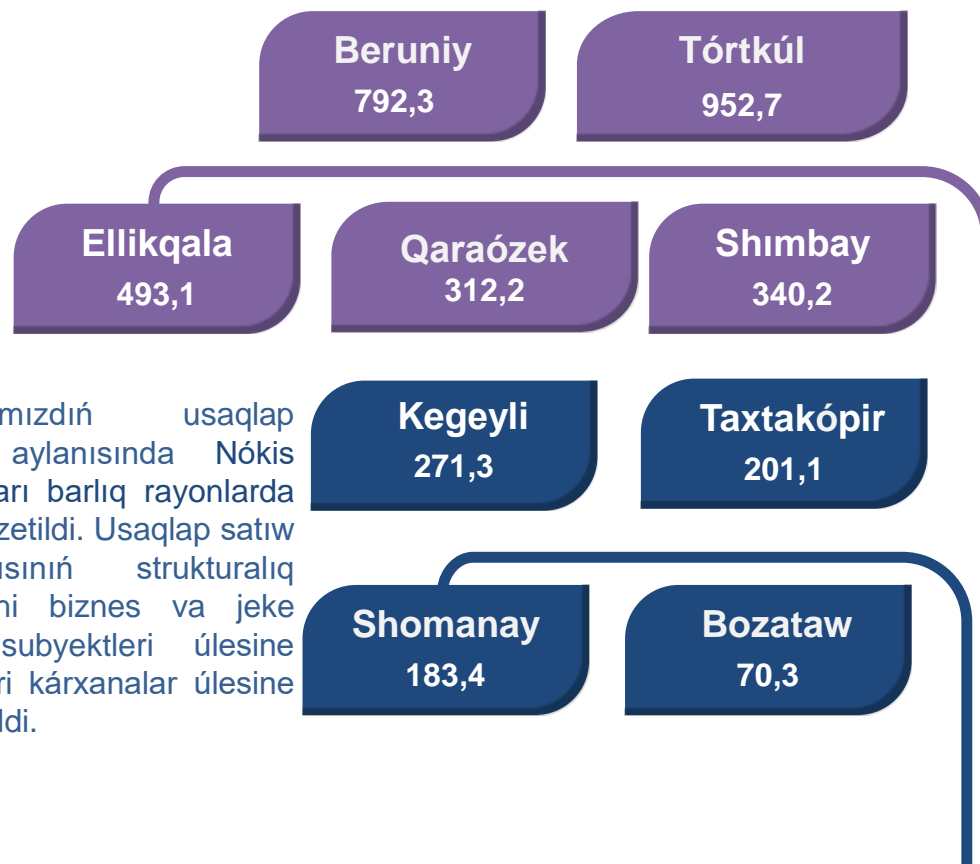 Beruniy
792,3
Tórtkúl
952,7
Ellikqala
493,1
Qaraózek
312,2
Shımbay
340,2
Kegeyli
271,3
Taxtakópir
201,1
usaqlap
aylanısında Nókis
barlıq rayonlarda
Usaqlap satıw
strukturalıq
biznes va jeke
subyektleri úlesine
kárxanalar úlesine
Shomanay
183,4
Bozataw
70,3